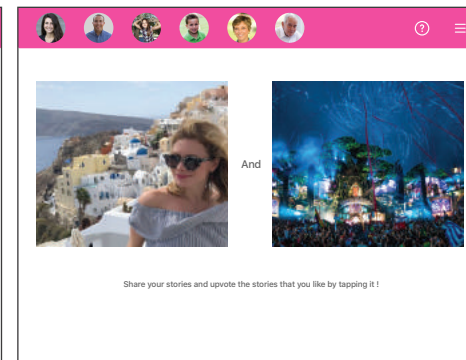 ?
And
Share your stories and upvote the stories that you like by tapping it !